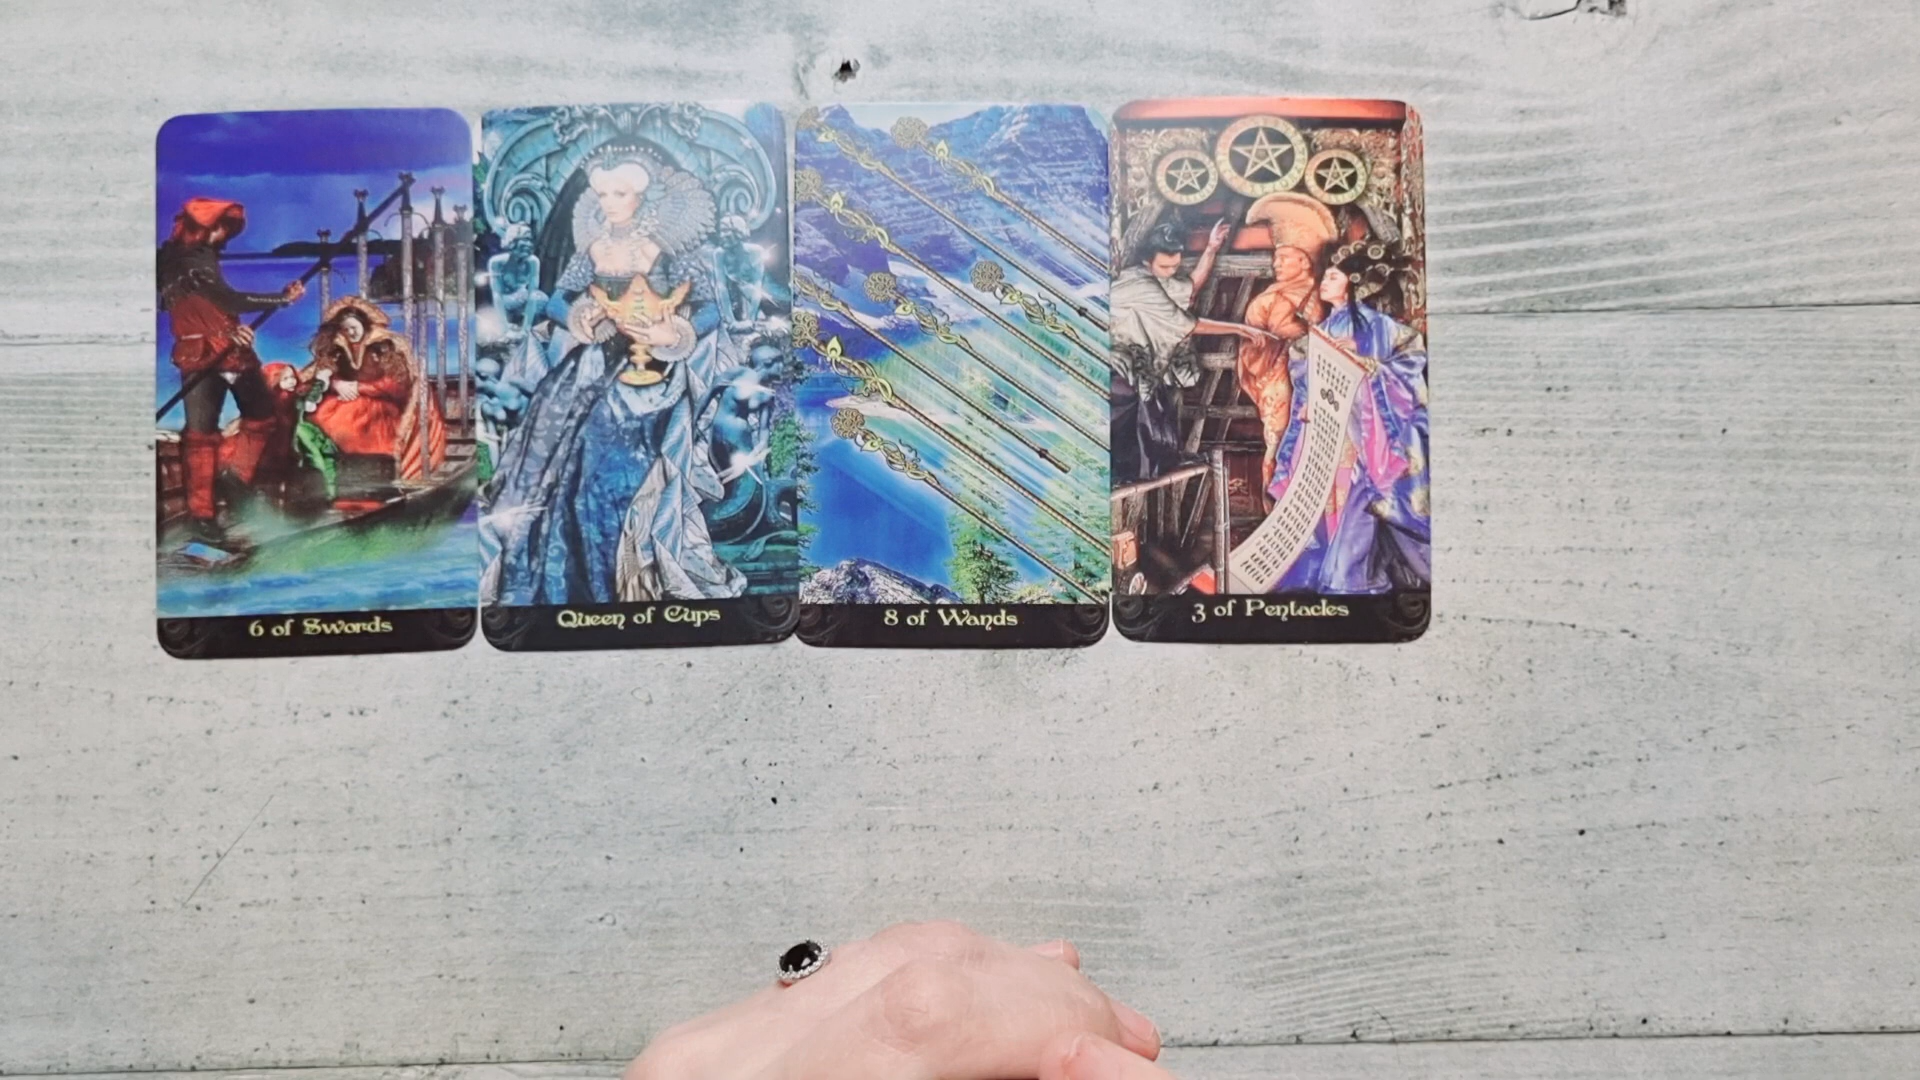 6 of Swords
Queen of Cups
8 of Wands
3 of Pentacles